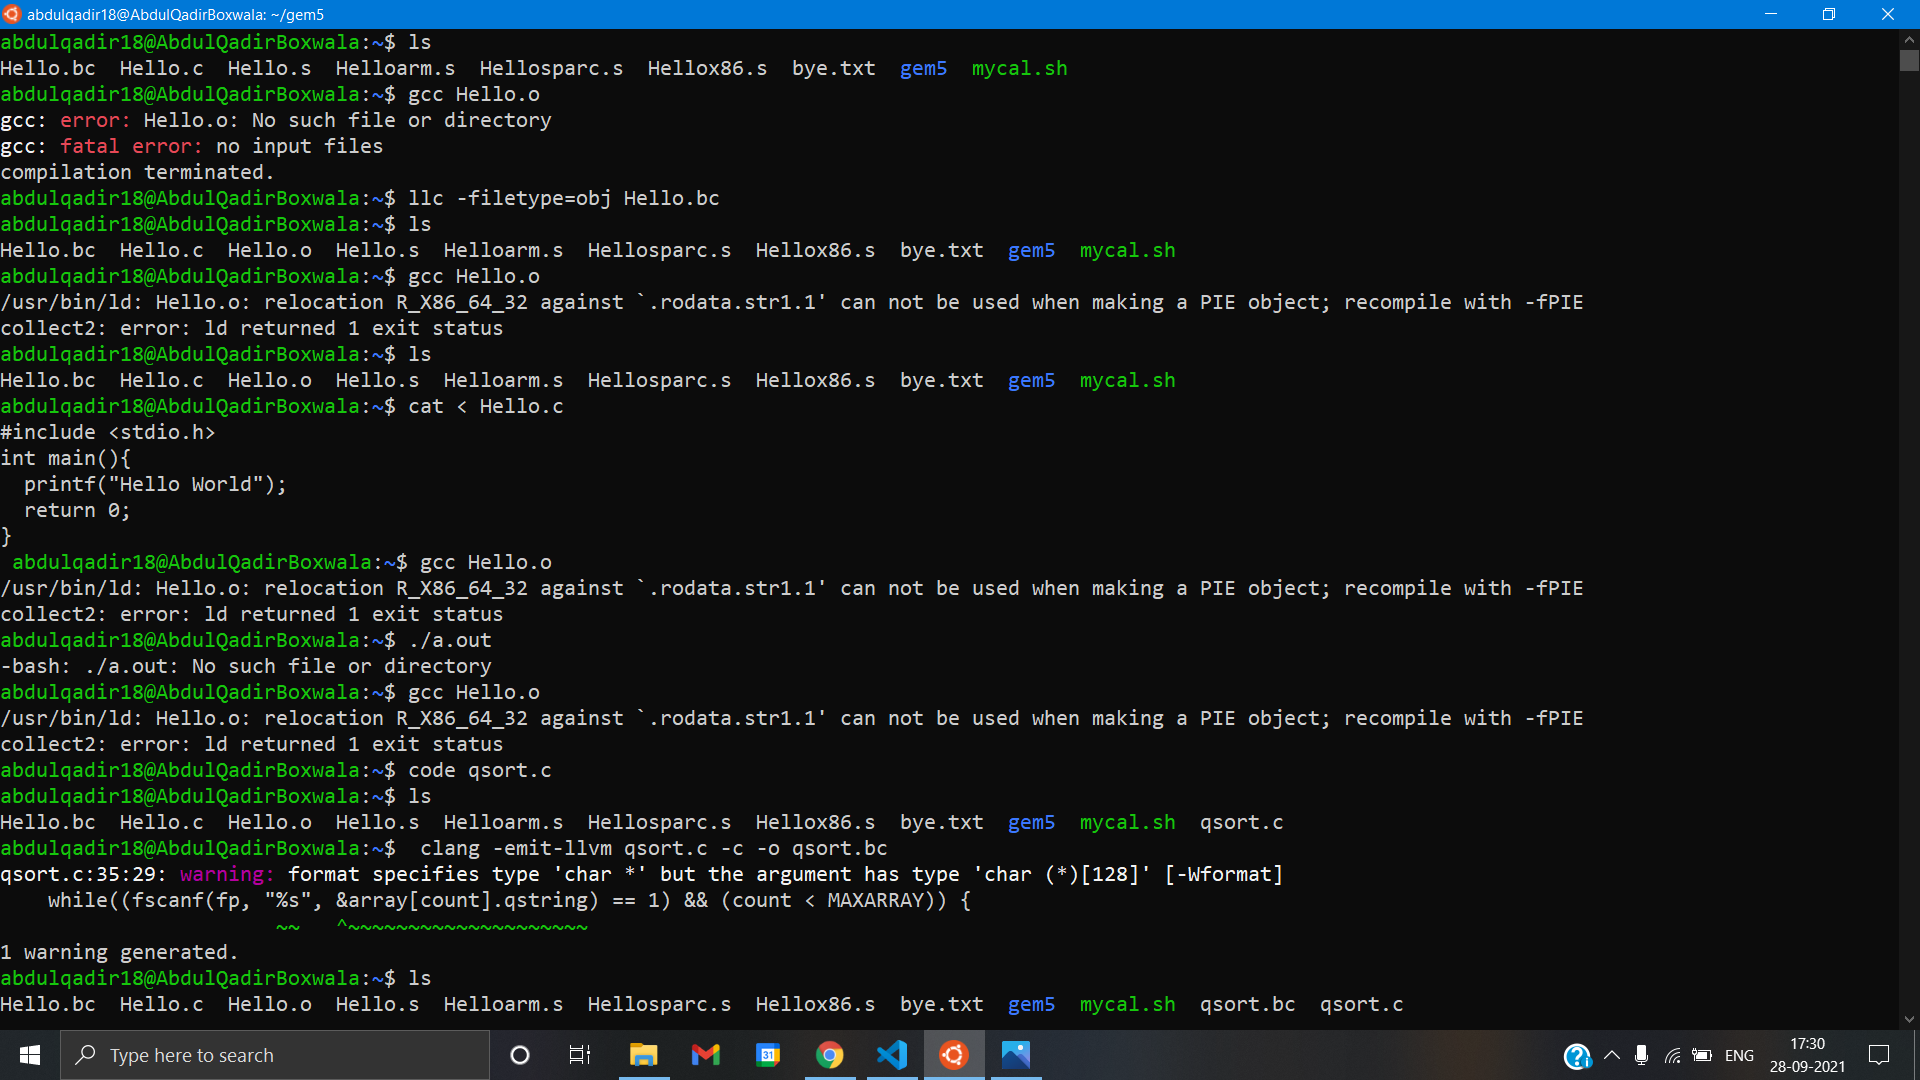 abdulqadir18@AbdulQadirBoxwala: ~/gem5
abdulqadir18@AbdulQadirBoxwala:~$ ls
Hello.bc  Hello.c  Hello.s  Helloarm.s  Hellosparc.s  Hellox86.s  bye.txt  gem5  mycal.sh
abdulqadir18@AbdulQadirBoxwala:~$ gcc Hello.o
gcc: error: Hello.o: No such file or directory
gcc: fatal error: no input files
compilation terminated.
abdulqadir18@AbdulQadirBoxwala:~$ llc -filetype=obj Hello.bc
abdulqadir18@AbdulQadirBoxwala:~$ ls
Hello.bc  Hello.c  Hello.o  Hello.s  Helloarm.s  Hellosparc.s  Hellox86.s  bye.txt  gem5  mycal.sh
abdulqadir18@AbdulQadirBoxwala:~$ gcc Hello.o
/usr/bin/ld: Hello.o: relocation R_X86_64_32 against `.rodata.str1.1' can not be used when making a PIE object; recompile with -fPIE
collect2: error: ld returned 1 exit status
abdulqadir18@AbdulQadirBoxwala:~$ ls
Hello.bc  Hello.c  Hello.o  Hello.s  Helloarm.s  Hellosparc.s  Hellox86.s  bye.txt  gem5  mycal.sh
abdulqadir18@AbdulQadirBoxwala:~$ cat < Hello.c
#include <stdio.h>
int main(){
  printf("Hello World");
  return 0;
}
 abdulqadir18@AbdulQadirBoxwala:~$ gcc Hello.o
/usr/bin/ld: Hello.o: relocation R_X86_64_32 against `.rodata.str1.1' can not be used when making a PIE object; recompile with -fPIE
collect2: error: ld returned 1 exit status
abdulqadir18@AbdulQadirBoxwala:~$ ./a.out
-bash: ./a.out: No such file or directory
abdulqadir18@AbdulQadirBoxwala:~$ gcc Hello.o
/usr/bin/ld: Hello.o: relocation R_X86_64_32 against `.rodata.str1.1' can not be used when making a PIE object; recompile with -fPIE
collect2: error: ld returned 1 exit status
abdulqadir18@AbdulQadirBoxwala:~$ code qsort.c
abdulqadir18@AbdulQadirBoxwala:~$ ls
Hello.bc  Hello.c  Hello.o  Hello.s  Helloarm.s  Hellosparc.s  Hellox86.s  bye.txt  gem5  mycal.sh  qsort.c
abdulqadir18@AbdulQadirBoxwala:~$  clang -emit-llvm qsort.c -c -o qsort.bc
qsort.c:35:29: warning: format specifies type 'char *' but the argument has type 'char (*)[128]' [-Wformat]
    while((fscanf(fp, "%s", &array[count].qstring) == 1) && (count < MAXARRAY)) {
                       ~~   ^~~~~~~~~~~~~~~~~~~~~
1 warning generated.
abdulqadir18@AbdulQadirBoxwala:~$ ls
Hello.bc  Hello.c  Hello.o  Hello.s  Helloarm.s  Hellosparc.s  Hellox86.s  bye.txt  gem5  mycal.sh  qsort.bc  qsort.c
Type here to search
31
ENG
17:30
28-09-2021